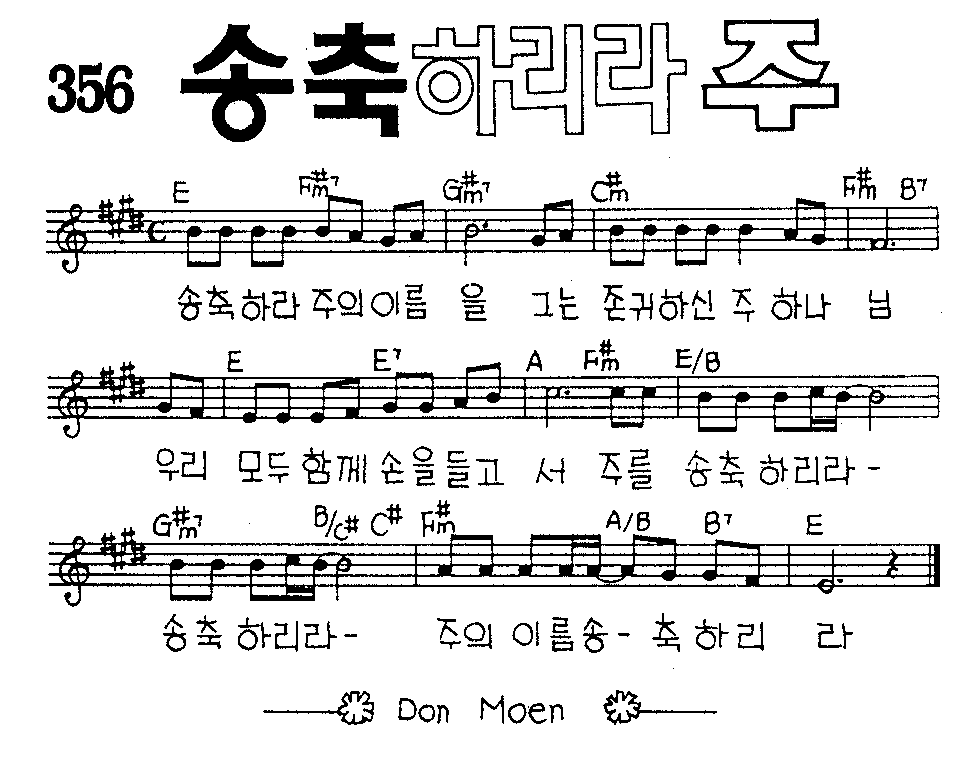 356 송축하리라 주
E F#m7 G#m7 C#m F#m B7
송축하라 주의이름 을 그는 존귀하신 주 하나 님
E E7 A F#m E/B
우리 모두 함께 손을들고 서 주를 송축 하리라-
G#m7 B/C# C# F#m A/B B7 E
송축 하리라- 주의 이름송- 축 하리 라
Don Moen